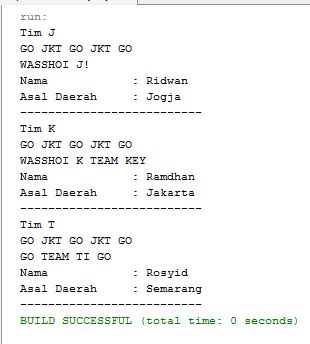 run:
Tim J
GO JKT GO JKT GO
WASSHOI J!
Nama : Ridwan
Asal Daerah : Jogja
--------------------------
Tim K
GO JKT GO JKT GO
WASSHOI K TEAM KEY
Nama : Ramdhan
Asal Daerah : Jakarta
--------------------------
Tim T
GO JKT GO JKT GO
GO TEAM TI GO
Nama : Rosyid
Asal Daerah : Semarang
--------------------------
BUILD SUCCESSFUL (total time: 0 seconds)